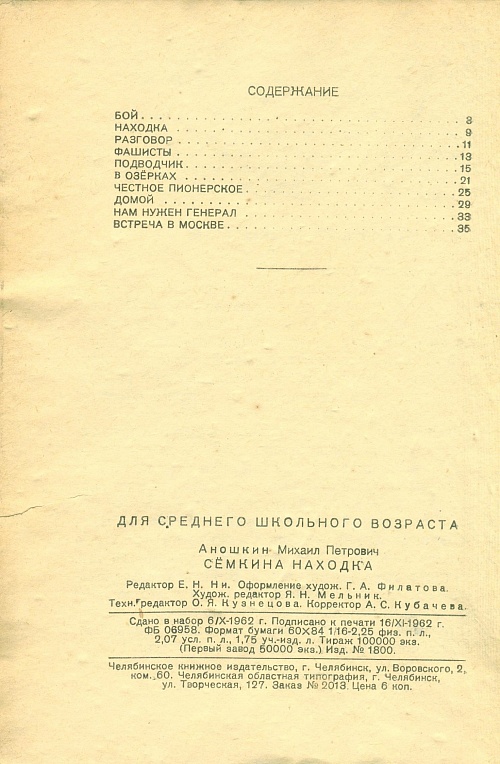 СОДЕРЖАНИЕ
БОЙ . . . . . . . . . . . . . . . . . . . . 3
НАХОДКА . . . . . . . . . . . . . . . . . . . . 9
РАЗГОВОР . . . . . . . . . . . . . . . . . . . . 11
ФАШИСТЫ . . . . . . . . . . . . . . . . . . . . 13
ПОДВОДЧИК . . . . . . . . . . . . . . . . . . . . 15
В ОЗЁРКАХ . . . . . . . . . . . . . . . . . . . . 21
ЧЕСТНОЕ ПИОНЕРСКОЕ . . . . . . . . . . . . . . . . 25
ДОМОЙ . . . . . . . . . . . . . . . . . . . . 29
НАМ НУЖЕН ГЕНЕРАЛ . . . . . . . . . . . . . . . . 33
ВСТРЕЧА В МОСКВЕ . . . . . . . . . . . . . . . . . 35
ДЛЯ СРЕДНЕГО ШКОЛЬНОГО ВОЗРАСТА
Аношкин Михаил Петрович
СЁМКИНА НАХОДКА
Редактор Е. Н. Ни. Оформление худож. Г. А. Филатова.
Худож. редактор Я. Н. Мельник.
Техн. редактор О. Я. Кузнецова. Корректор А. С. Кубачева.
Сдано в набор 6/X-1962 г. Подписано к печати 16/XI-1962 г.
ФБ 06958. Формат бумаги 60×84 1/16-2,25 физ. п. л.,
2,07 усл. п. л., 1,75 уч.-изд. л. Тираж 100000 экз.
(Первый завод 50000 экз.) Изд. № 1800.
Челябинское книжное издательство, г. Челябинск, ул. Воровского, 2,
ком. 60. Челябинская областная типография, г. Челябинск,
ул. Творческая, 127. Заказ № 2013. Цена 6 коп.